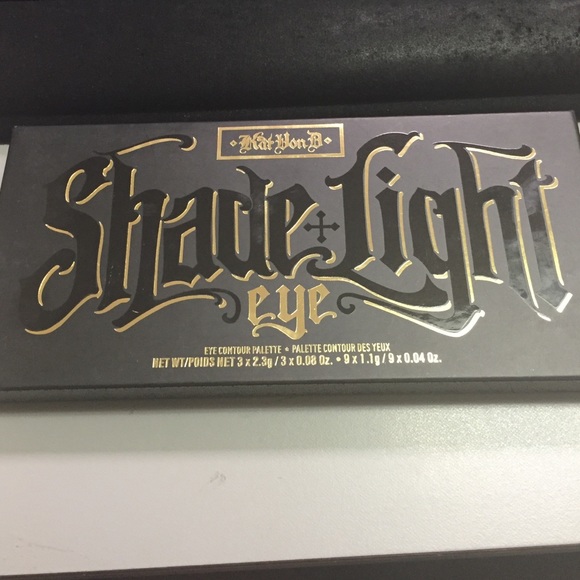 Kat Von D
Shade + Light
eye
EYE CONTOUR PALETTE • PALETTE CONTOUR DES YEUX
NET WT/POIDS NET 3 x 2.3g / 3 x 0.08 Oz. • 9 x 1.1g / 9 x 0.04 Oz.